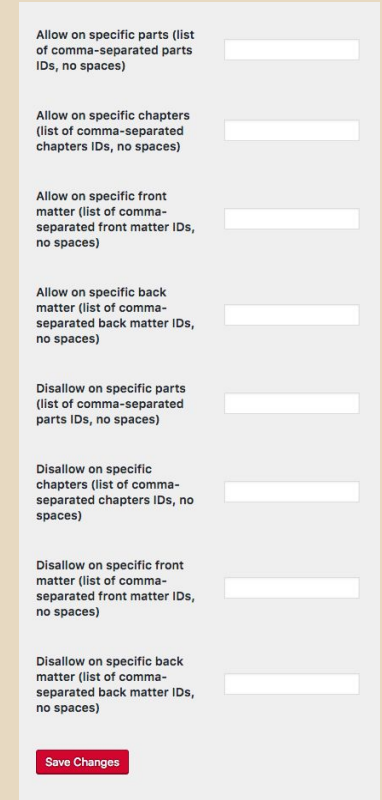 Allow on specific parts (list
of comma-separated parts
IDs, no spaces)
Allow on specific chapters
(list of comma-separated
chapters IDs, no spaces)
Allow on specific front
matter (list of comma-
separated front matter IDs,
no spaces)
Allow on specific back
matter (list of comma-
separated back matter IDs,
no spaces)
Disallow on specific parts
(list of comma-separated
parts IDs, no spaces)
Disallow on specific
chapters (list of comma-
separated chapters IDs, no
spaces)
Disallow on specific front
matter (list of comma-
separated front matter IDs,
no spaces)
Disallow on specific back
matter (list of comma-
separated back matter IDs,
no spaces)
Save Changes